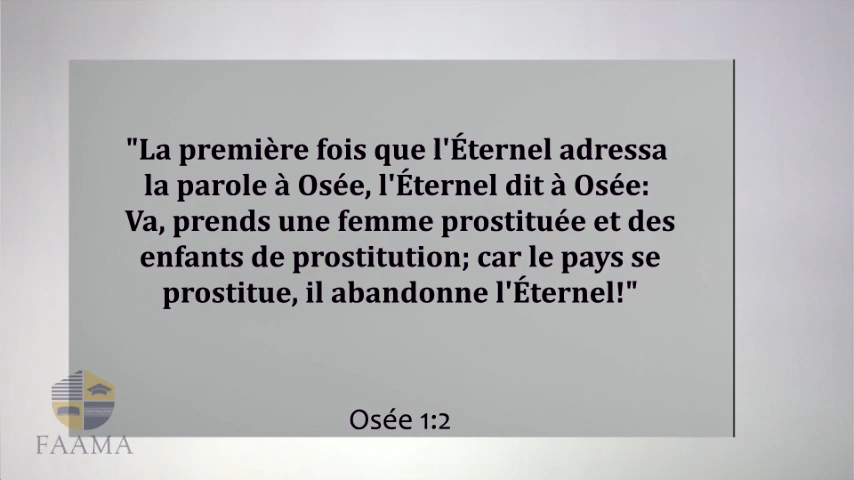 "La première fois que l'Éternel adressa
la parole à Osée, l'Éternel dit à Osée:
Va, prends une femme prostituée et des
enfants de prostitution; car le pays se
prostitue, il abandonne l'Éternel!"
Osée 1:2
FAAMA